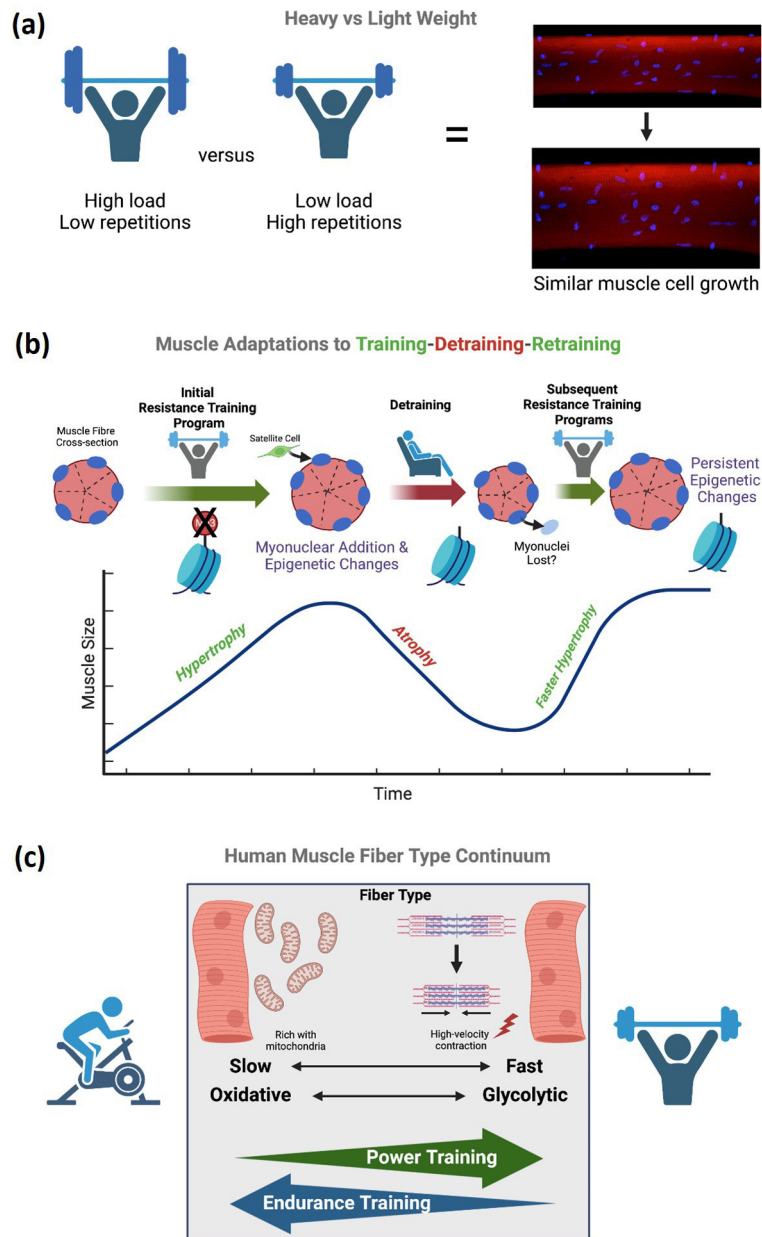 (a)
Heavy vs Light Weight
versus
=
High load
Low repetitions
Low load
High repetitions
Similar muscle cell growth
(b)
Muscle Adaptations to Training-Detraining-Retraining
Muscle Fibre
Cross-section
Initial
Resistance Training
Program
Satellite Cell
Detraining
Subsequent
Resistance Training
Programs
Persistent
Epigenetic
Changes
Myonuclear Addition &
Epigenetic Changes
Myonuclei
Lost?
Muscle Size
Hypertrophy
Atrophy
Faster Hypertrophy
Time
(c)
Human Muscle Fiber Type Continuum
Fiber Type
Rich with
mitochondria
High-velocity
contraction
Slow
Fast
Oxidative
Glycolytic
Power Training
Endurance Training